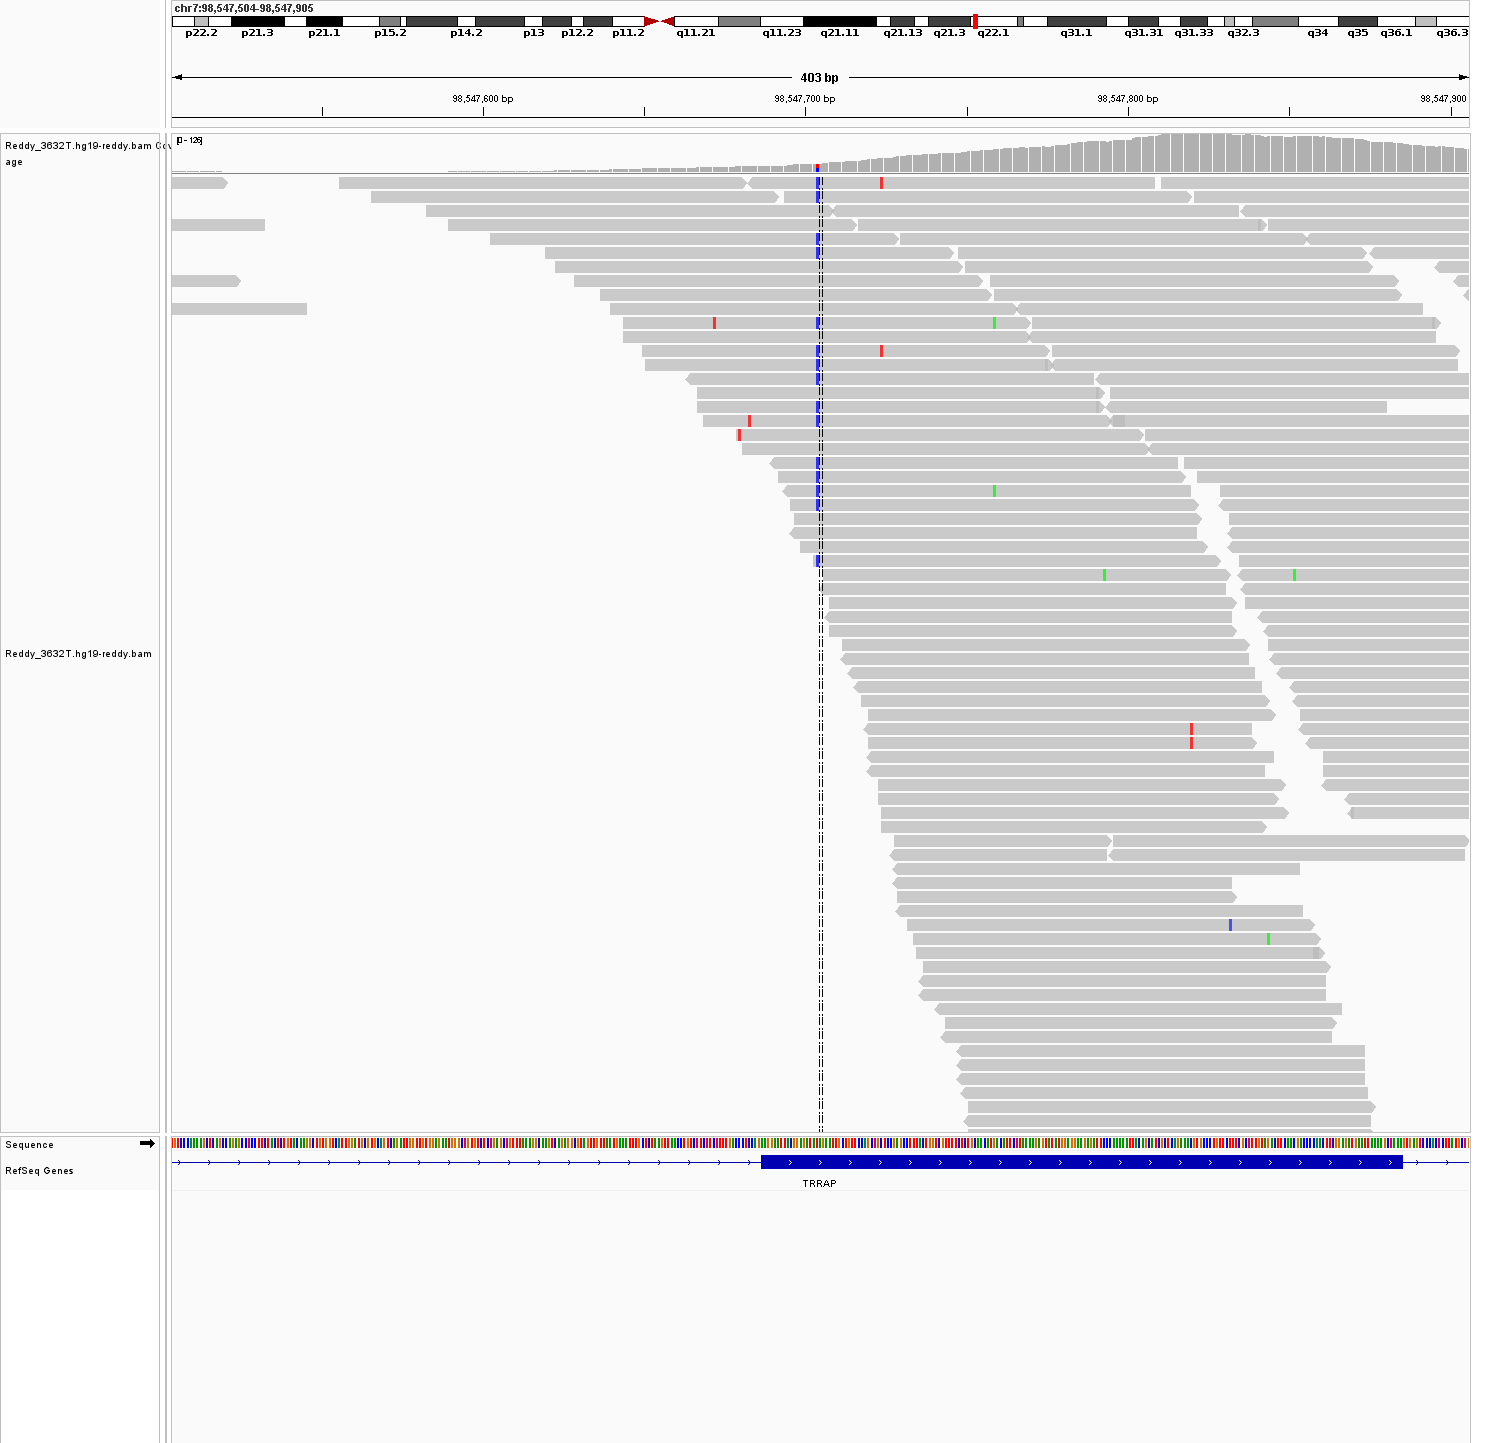 chr7:98,547,504-98,547,905
p22.2 p21.3 p21.1 p15.2 p14.2 p13 p12.2 p11.2 q11.21 q11.23 q21.11 q21.13 q21.3 q22.1 q31.1 q31.31 q31.33 q32.3 q34 q35 q36.1 q36.3
403 bp
98,547,600 bp 98,547,700 bp 98,547,800 bp 98,547,900
[0 - 126]
Reddy_3632T.hg19-reddy.bam Cov
age
Reddy_3632T.hg19-reddy.bam
Sequence
RefSeq Genes
TRRAP